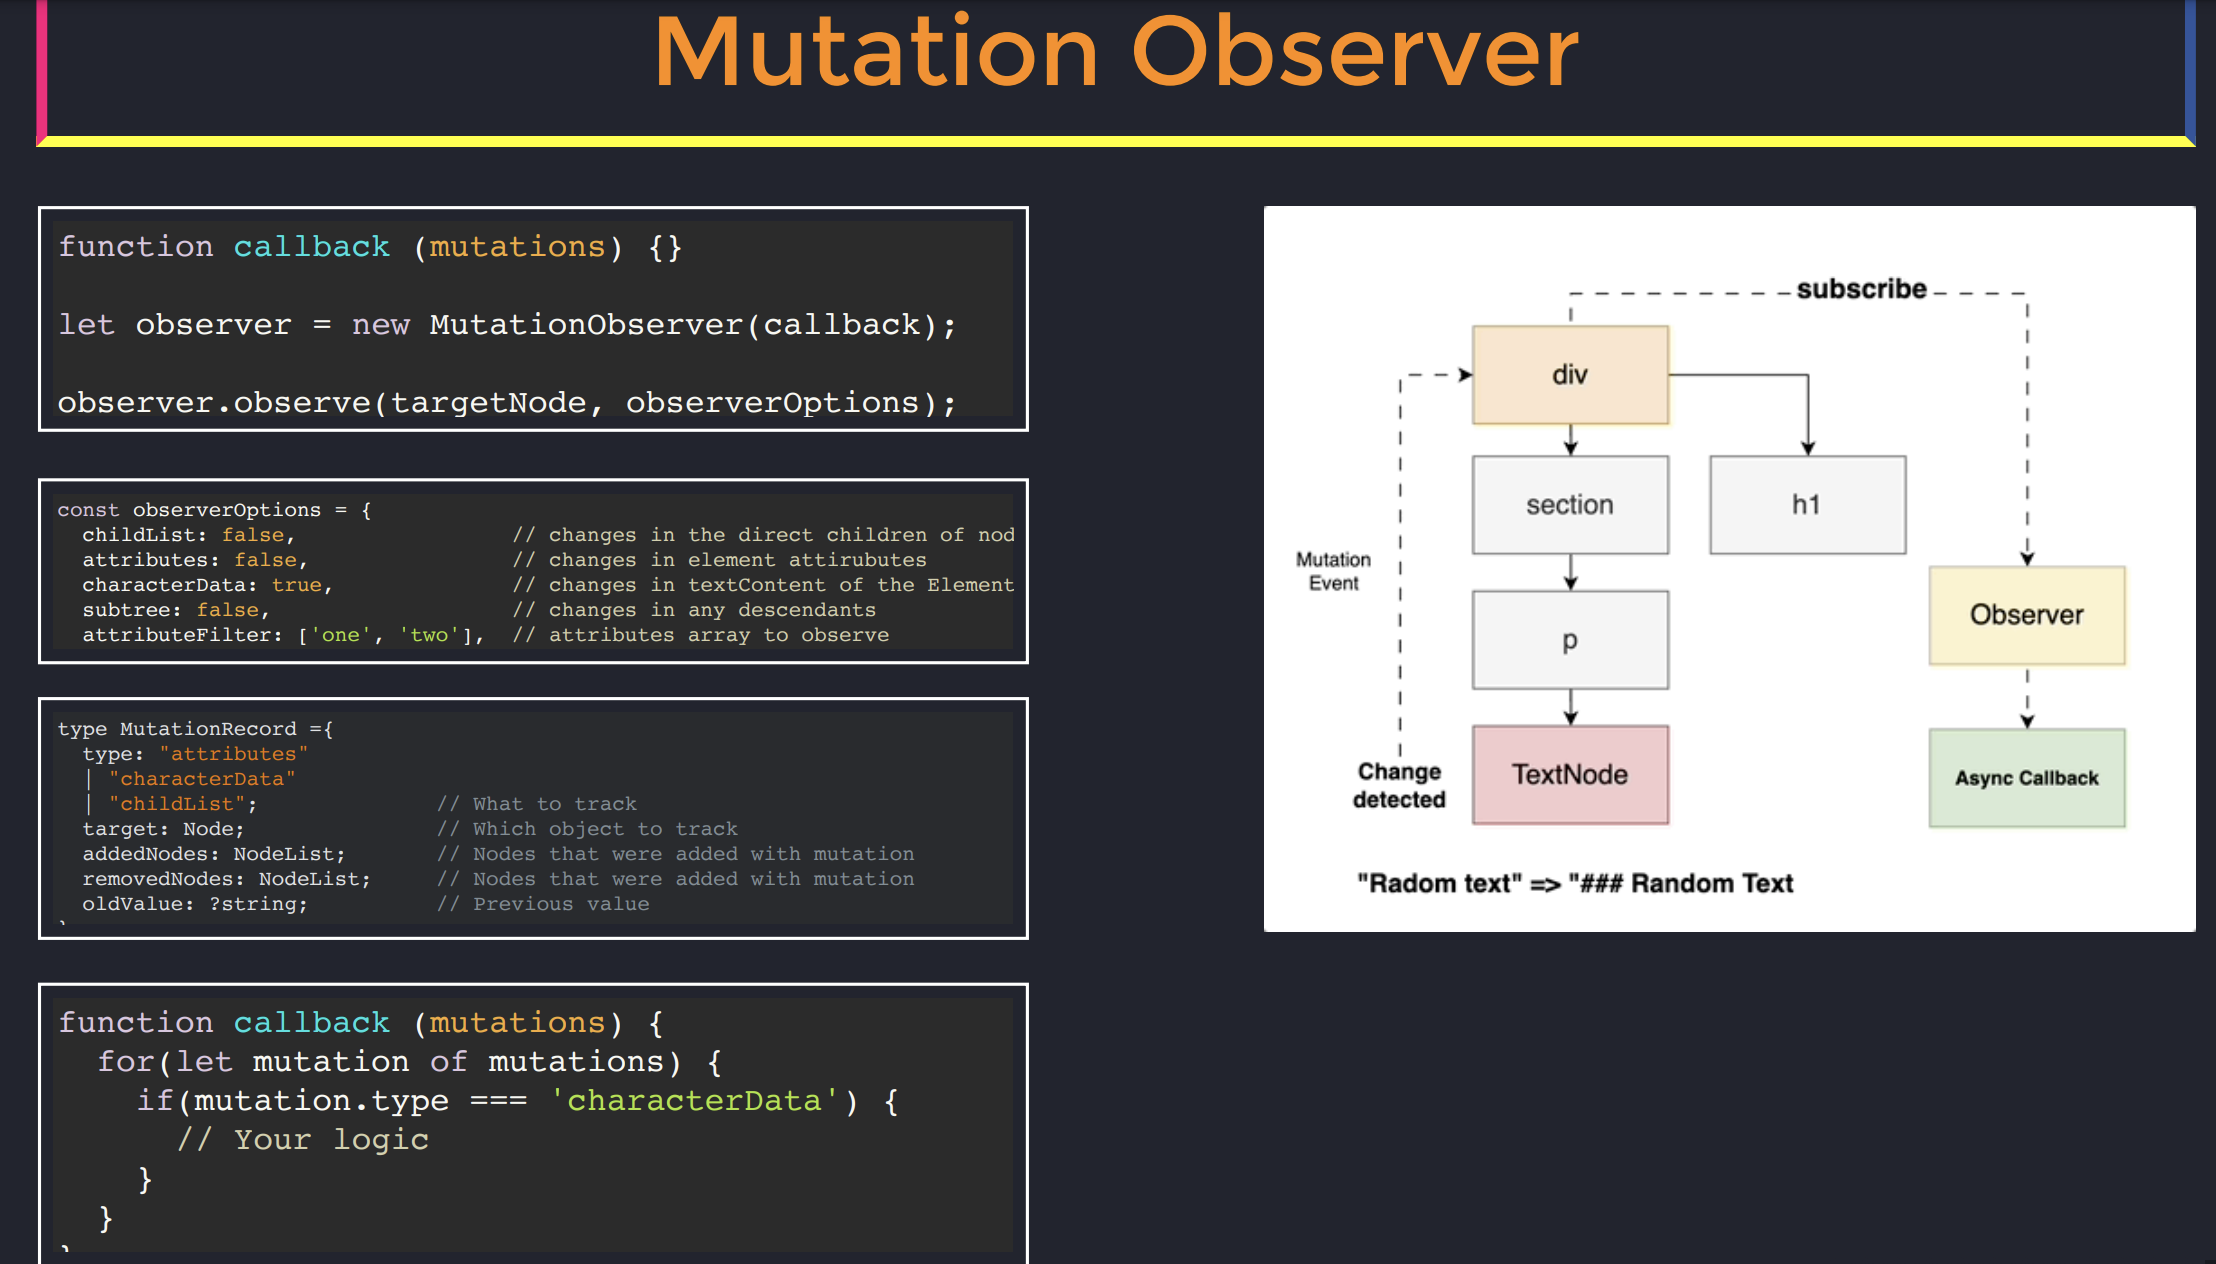 Mutation Observer
function callback (mutations) {}
let observer = new MutationObserver(callback);
observer.observe(targetNode, observerOptions);
const observerOptions = {
  childList: false,                  // changes in the direct children of nod
  attributes: false,                 // changes in element attirubutes
  characterData: true,               // changes in textContent of the Element
  subtree: false,                    // changes in any descendants
  attributeFilter: ['one', 'two'],   // attributes array to observe
type MutationRecord ={
  type: "attributes"
  | "characterData"
  | "childList";               // What to track
  target: Node;                // Which object to track
  addedNodes: NodeList;        // Nodes that were added with mutation
  removedNodes: NodeList;      // Nodes that were added with mutation
  oldValue: ?string;           // Previous value
function callback (mutations) {
  for(let mutation of mutations) {
    if(mutation.type === 'characterData') {
      // Your logic
    }
  }
subscribe
div
section
h1
Mutation
Event
p
Observer
Change
detected
TextNode
Async Callback
"Radom text" => "### Random Text